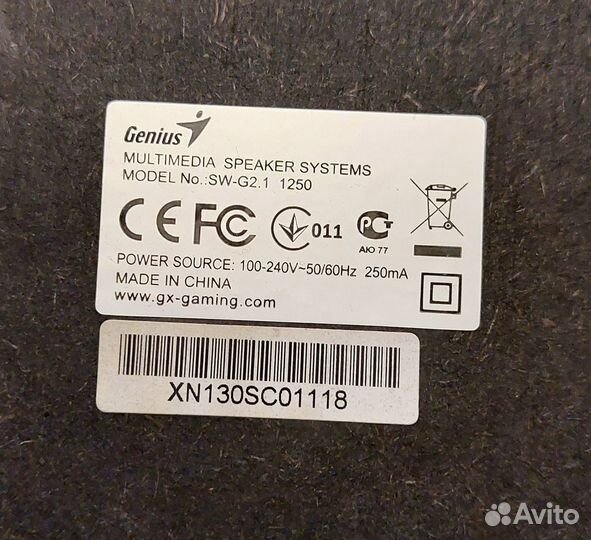 Genius
MULTIMEDIA SPEAKER SYSTEMS
MODEL No.:SW-G2.1 1250
CE FC 011 РСТ
АЮ 77
POWER SOURCE: 100-240V~50/60Hz 250mA
MADE IN CHINA
www.gx-gaming.com
XN130SC01118
Avito